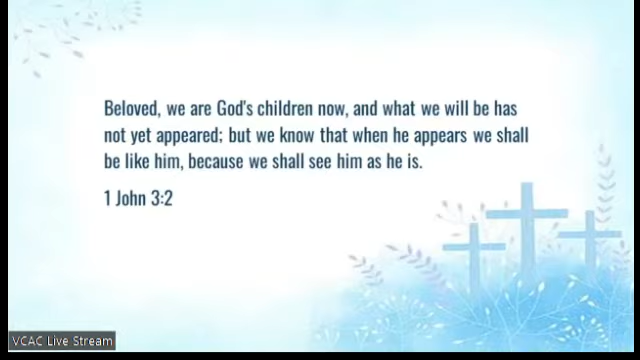 Beloved, we are God's children now, and what we will be has
not yet appeared; but we know that when he appears we shall
be like him, because we shall see him as he is.
1 John 3:2
VCAC Live Stream